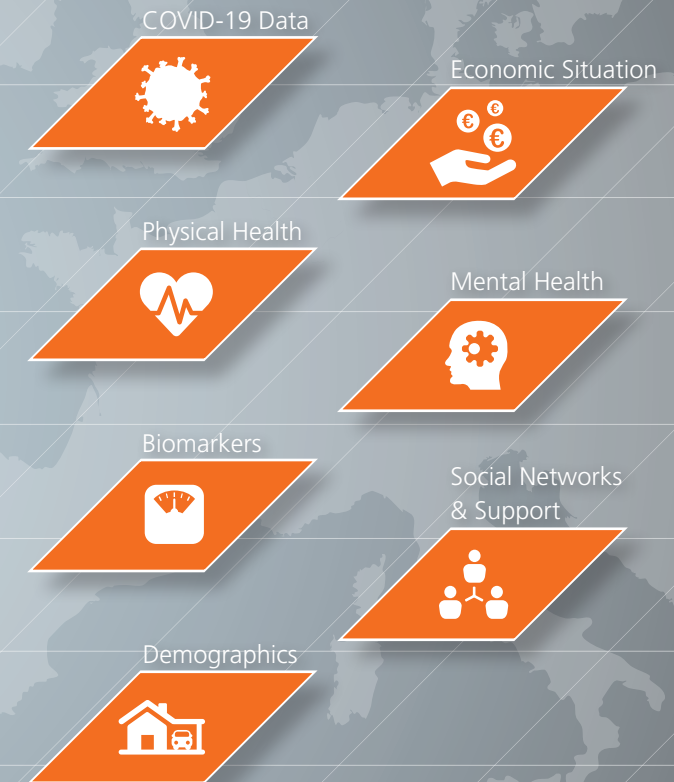 COVID-19 Data
Economic Situation
€
€
€
Physical Health
Mental Health
Biomarkers
Social Networks
& Support
Demographics